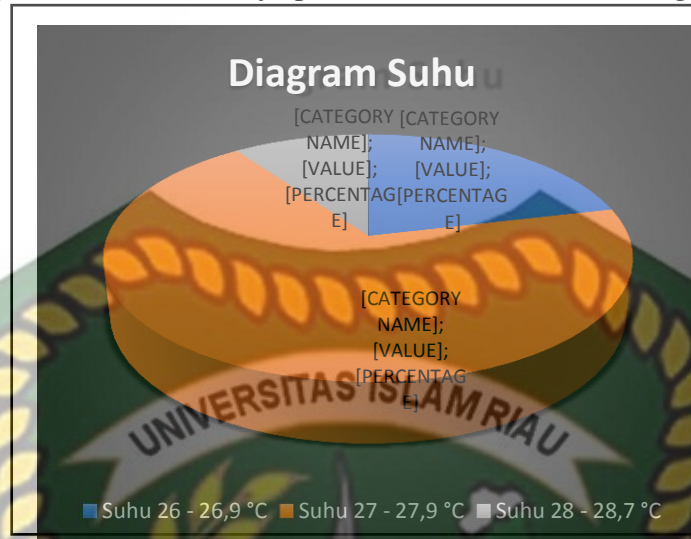 Diagram Suhu
[CATEGORY
NAME];
[VALUE];
[PERCENTAG
E]
[CATEGORY
NAME];
[VALUE];
[PERCENTAG
E]
[CATEGORY
NAME];
[VALUE];
[PERCENTAG
E]
UNIVERSITAS ISLAM RIAU
Suhu 26 - 26,9 °C Suhu 27 - 27,9 °C Suhu 28 - 28,7 °C